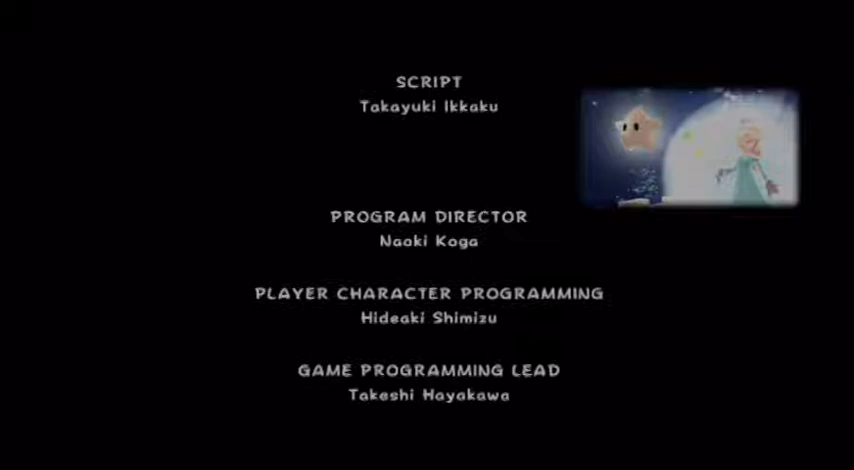 SCRIPT
Takayuki Ikkaku
PROGRAM DIRECTOR
Naoki Koga
PLAYER CHARACTER PROGRAMMING
Hideaki Shimizu
GAME PROGRAMMING LEAD
Takeshi Hayakawa